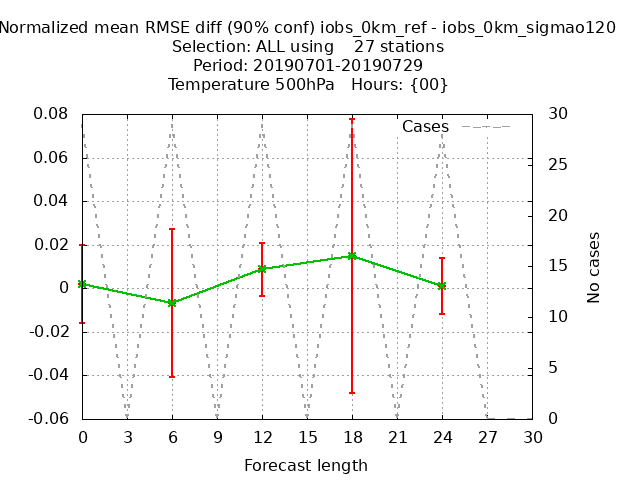 Normalized mean RMSE diff (90% conf) iobs_0km_ref - iobs_0km_sigmao120
Selection: ALL using 27 stations
Period: 20190701-20190729
Temperature 500hPa Hours: {00}
Cases
0.08
0.06
0.04
0.02
0
-0.02
-0.04
-0.06
30
25
20
15
10
5
0
No cases
0 3 6 9 12 15 18 21 24 27 30
Forecast length